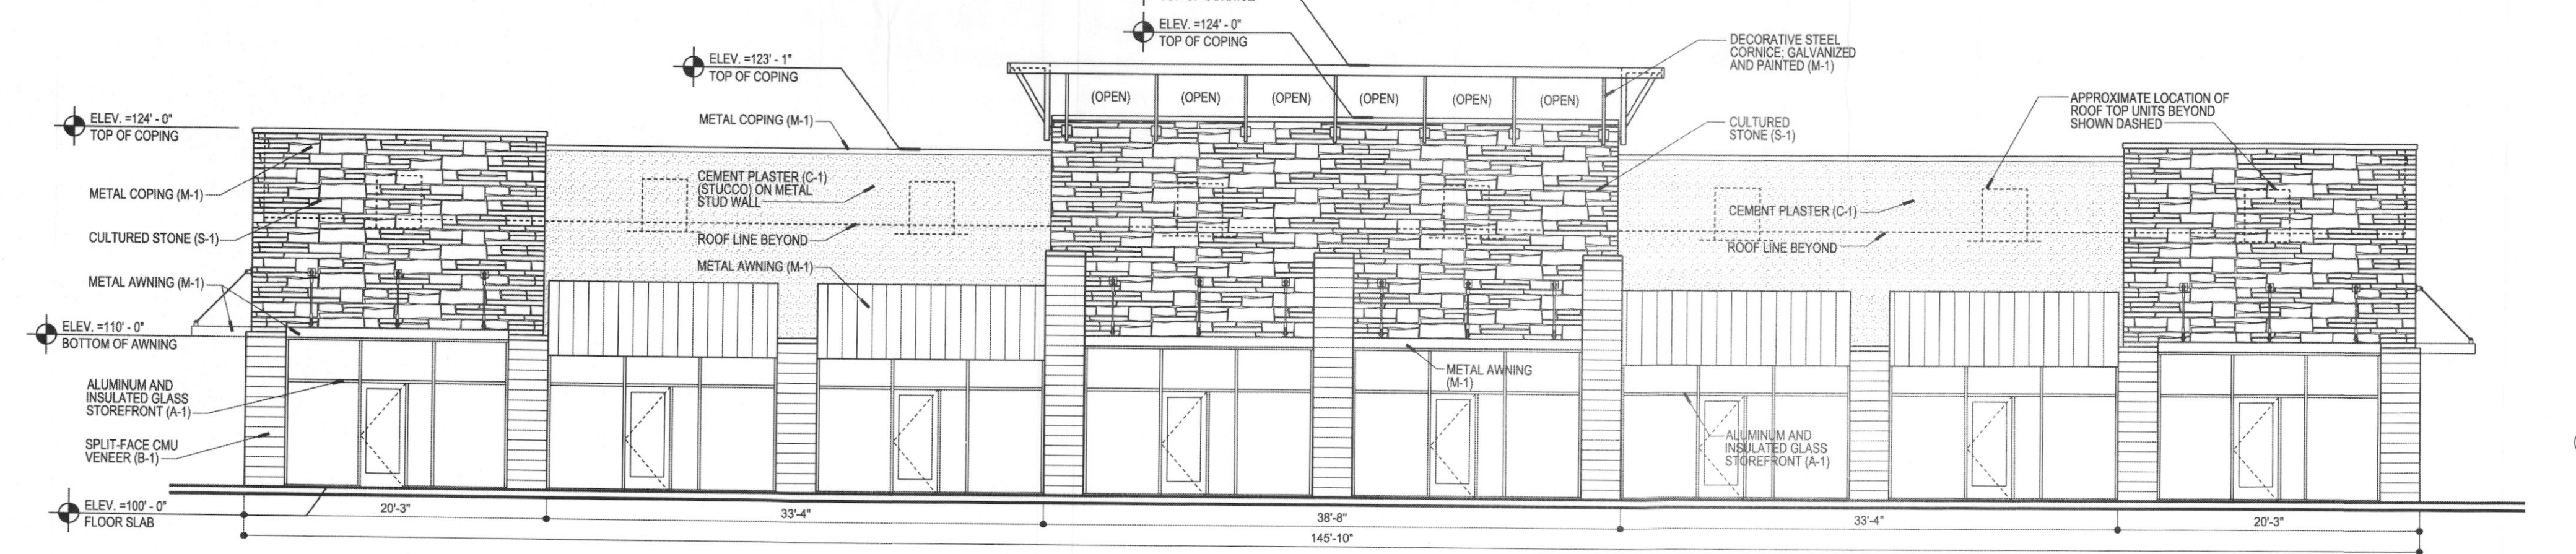 ELEV. =124' - 0"
TOP OF COPING
ELEV. =123' - 1"
TOP OF COPING
DECORATIVE STEEL
CORNICE; GALVANIZED
AND PAINTED (M-1)
(OPEN) (OPEN) (OPEN) (OPEN) (OPEN) (OPEN)
APPROXIMATE LOCATION OF
ROOF TOP UNITS BEYOND
SHOWN DASHED
ELEV. =124' - 0"
TOP OF COPING
METAL COPING (M-1)
CULTURED
STONE (S-1)
METAL COPING (M-1)
CEMENT PLASTER (C-1)
(STUCCO) ON METAL
STUD WALL
CEMENT PLASTER (C-1)
CULTURED STONE (S-1)
ROOF LINE BEYOND
ROOF LINE BEYOND
METAL AWNING (M-1)
METAL AWNING (M-1)
ELEV. =110' - 0"
BOTTOM OF AWNING
METAL AWNING
(M-1)
ALUMINUM AND
INSULATED GLASS
STOREFRONT (A-1)
ALUMINUM AND
INSULATED GLASS
STOREFRONT (A-1)
SPLIT-FACE CMU
VENEER (B-1)
ELEV. =100' - 0"
FLOOR SLAB
20'-3" 33'-4" 38'-8" 33'-4" 20'-3"
145'-10"